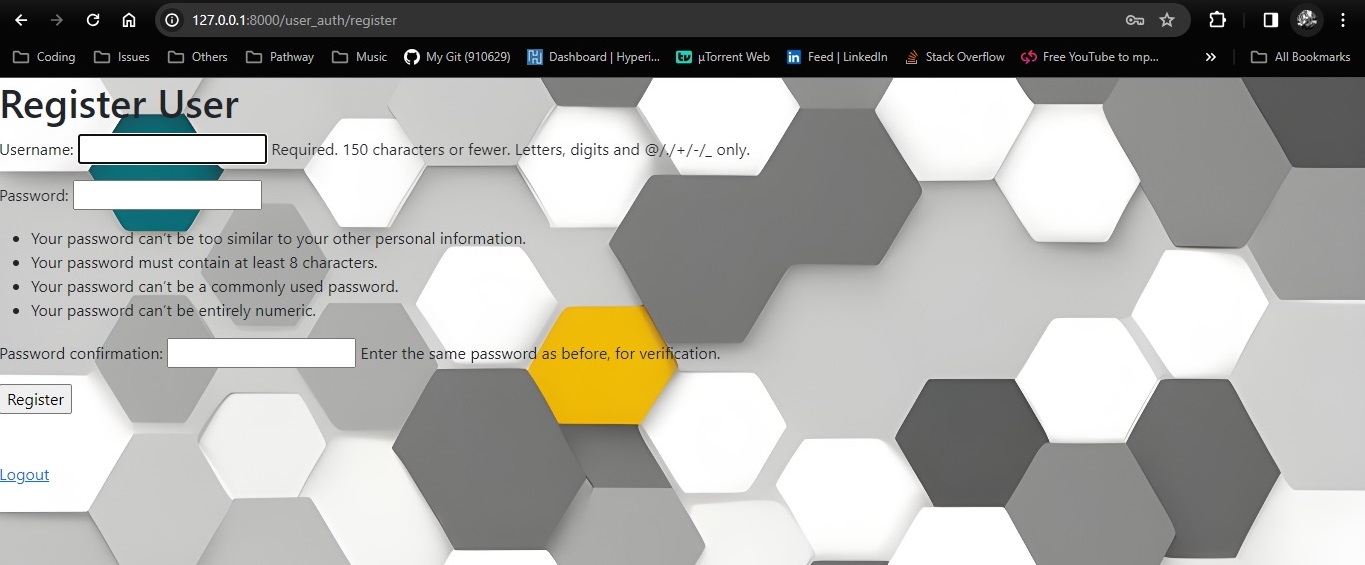 127.0.0.1:8000/user_auth/register
Coding Issues Others Pathway Music My Git (910629) Dashboard | Hyperi... µTorrent Web Feed | LinkedIn Stack Overflow Free YouTube to mp... » All Bookmarks
Register User
Username: Required. 150 characters or fewer. Letters, digits and @/./+/-/_ only.
Password:
• Your password can't be too similar to your other personal information.
• Your password must contain at least 8 characters.
• Your password can't be a commonly used password.
• Your password can't be entirely numeric.
Password confirmation: Enter the same password as before, for verification.
Register
Logout